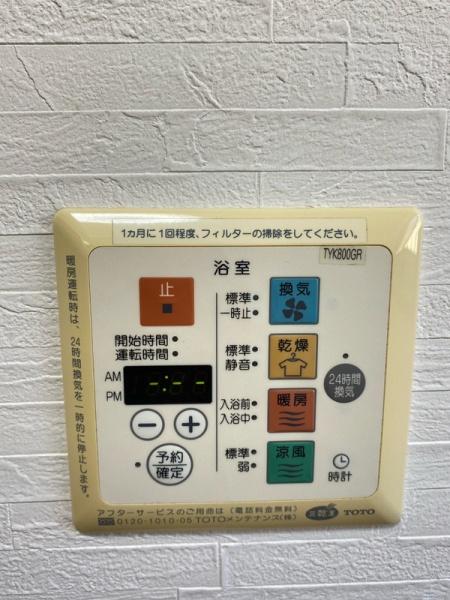 1カ月に1回程度、フィルターの掃除をしてください。
TYK800GR
浴室
止
標準
一時止
換気
開始時間
運転時間
標準
静音
乾燥
AM
PM
24時間
換気
入浴前
入浴中
暖房
予約
確定
標準
弱
涼風
時計
暖房運転時は、24時間換気を一時的に停止します。
アフターサービスのご用命は (電話料金無料)
0120-1010-05 TOTOメンテナンス(株)
TOTO